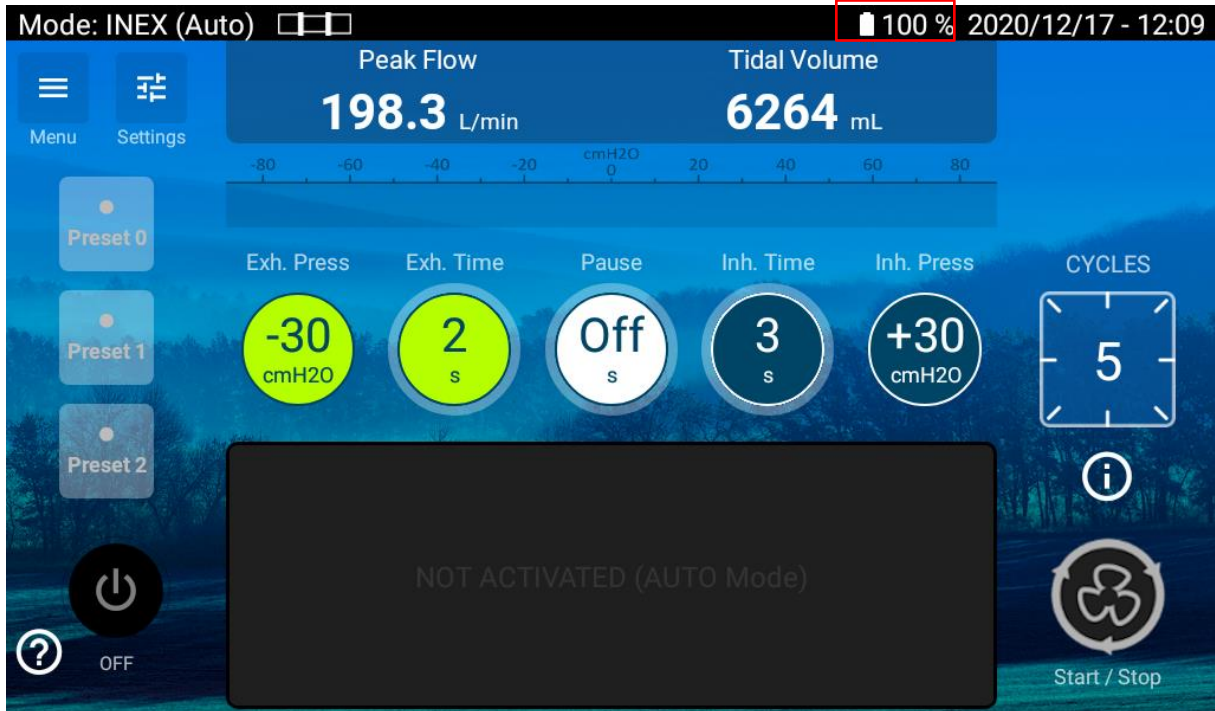 Mode: INEX (Auto) 100 % 2020/12/17 - 12:09
Menu
Settings
Peak Flow
198.3 L/min
Tidal Volume
6264 mL
cmH2O
-80 -60 -40 -20 0 20 40 60 80
Preset 0
Preset 1
Preset 2
Exh. Press
-30
cmH2O
Exh. Time
2
s
Pause
Off
s
Inh. Time
3
s
Inh. Press
+30
cmH2O
CYCLES
5
NOT ACTIVATED (AUTO Mode)
?
OFF
i
Start / Stop